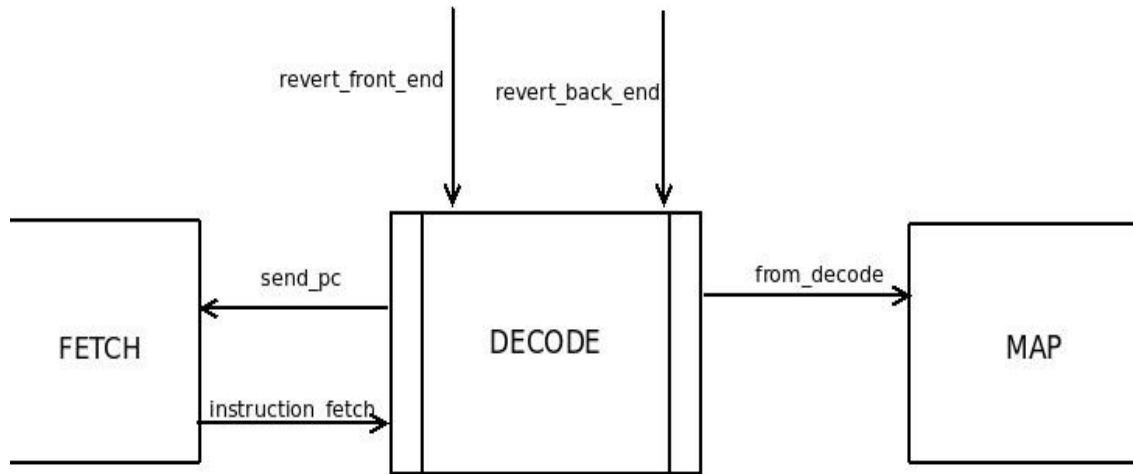 revert_front_end
revert_back_end
send_pc
from_decode
FETCH
DECODE
MAP
instruction_fetch